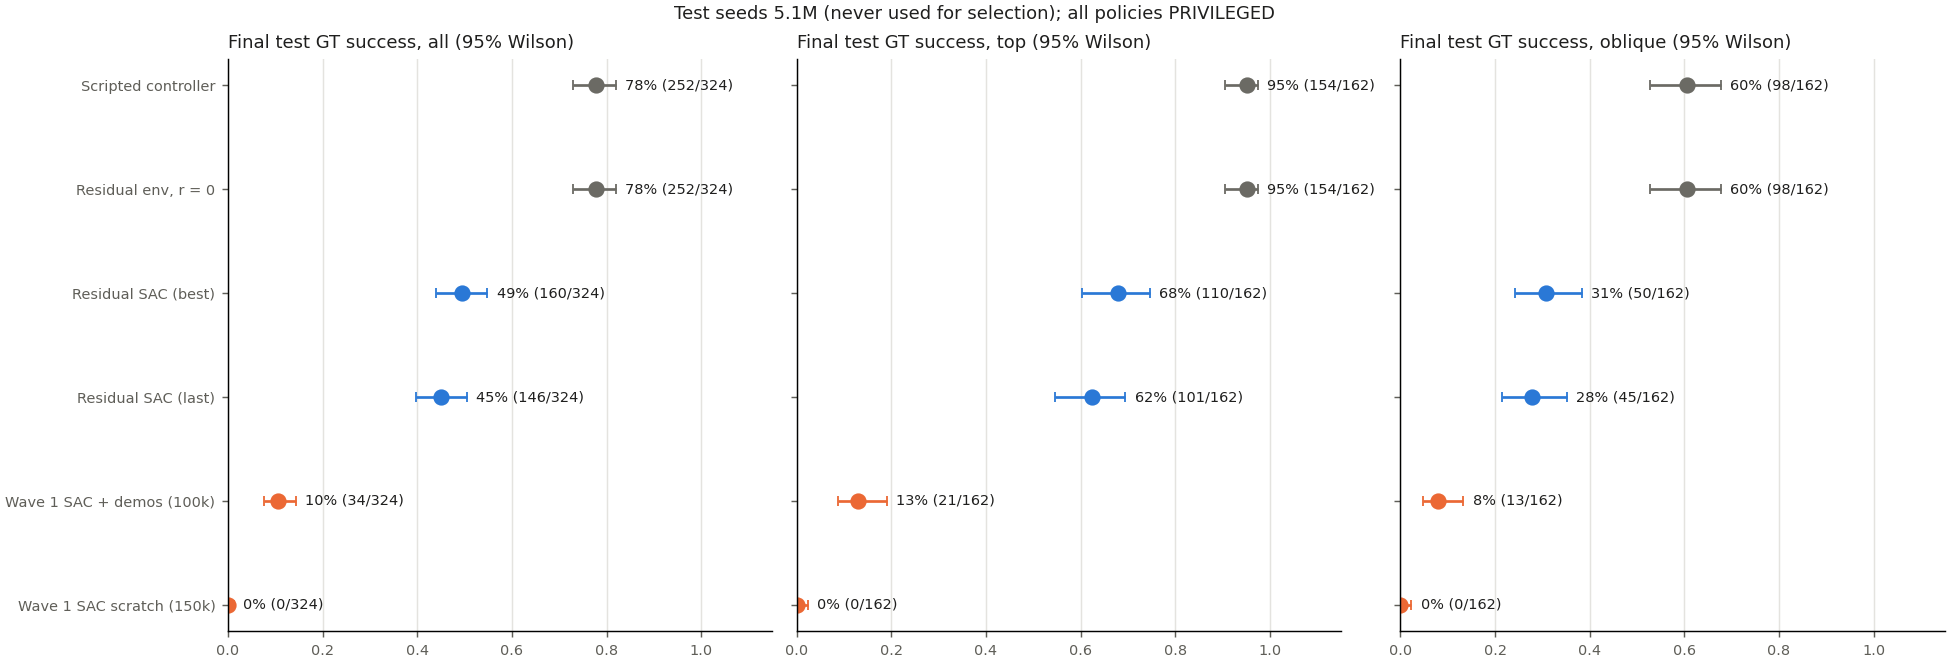 Test seeds 5.1M (never used for selection); all policies PRIVILEGED
Final test GT success, all (95% Wilson)
Final test GT success, top (95% Wilson)
Final test GT success, oblique (95% Wilson)
Scripted controller
78% (252/324)
95% (154/162)
60% (98/162)
Residual env, r = 0
78% (252/324)
95% (154/162)
60% (98/162)
Residual SAC (best)
49% (160/324)
68% (110/162)
31% (50/162)
Residual SAC (last)
45% (146/324)
62% (101/162)
28% (45/162)
Wave 1 SAC + demos (100k)
10% (34/324)
13% (21/162)
8% (13/162)
Wave 1 SAC scratch (150k)
0% (0/324)
0% (0/162)
0% (0/162)
0.0 0.2 0.4 0.6 0.8 1.0
0.0 0.2 0.4 0.6 0.8 1.0
0.0 0.2 0.4 0.6 0.8 1.0